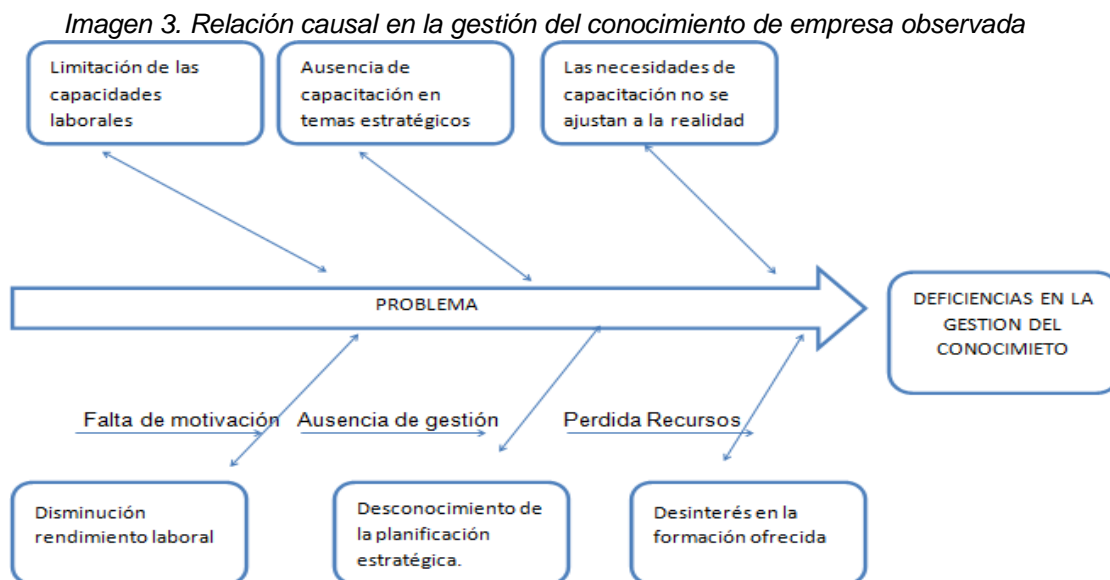 Imagen 3. Relación causal en la gestión del conocimiento de empresa observada
Limitación de las
capacidades
laborales
Ausencia de
capacitación en
temas estratégicos
Las necesidades de
capacitación no se
ajustan a la realidad
PROBLEMA
DEFICIENCIAS EN LA
GESTION DEL
CONOCIMIETO
Falta de motivación
Ausencia de gestión
Perdida Recursos
Disminución
rendimiento laboral
Desconocimiento de
la planificación
estratégica.
Desinterés en la
formación ofrecida